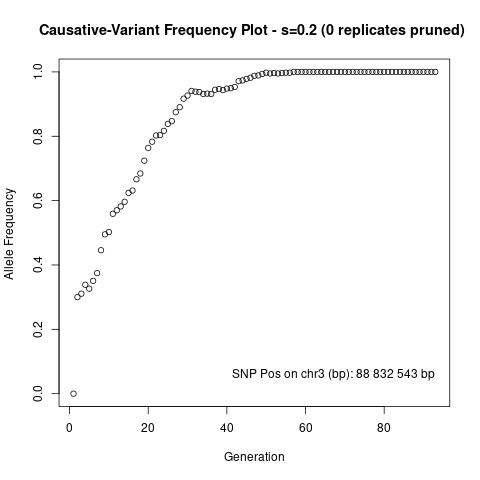 Causative-Variant Frequency Plot - s=0.2 (0 replicates pruned)
Allele Frequency
1.0
0.8
0.6
0.4
0.2
0.0
SNP Pos on chr3 (bp): 88 832 543 bp
0 20 40 60 80
Generation